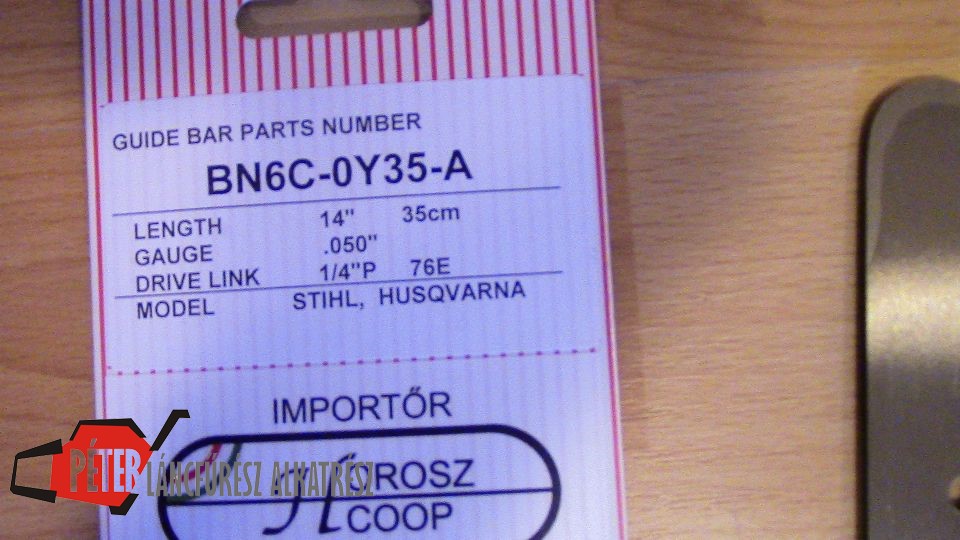 GUIDE BAR PARTS NUMBER
BN6C-0Y35-A
LENGTH 14" 35cm
GAUGE .050"
DRIVE LINK 1/4"P 76E
MODEL STIHL, HUSQVARNA
IMPORTŐR
PÉTER LÁNCFŰRÉSZ ALKATRÉSZ
COOP